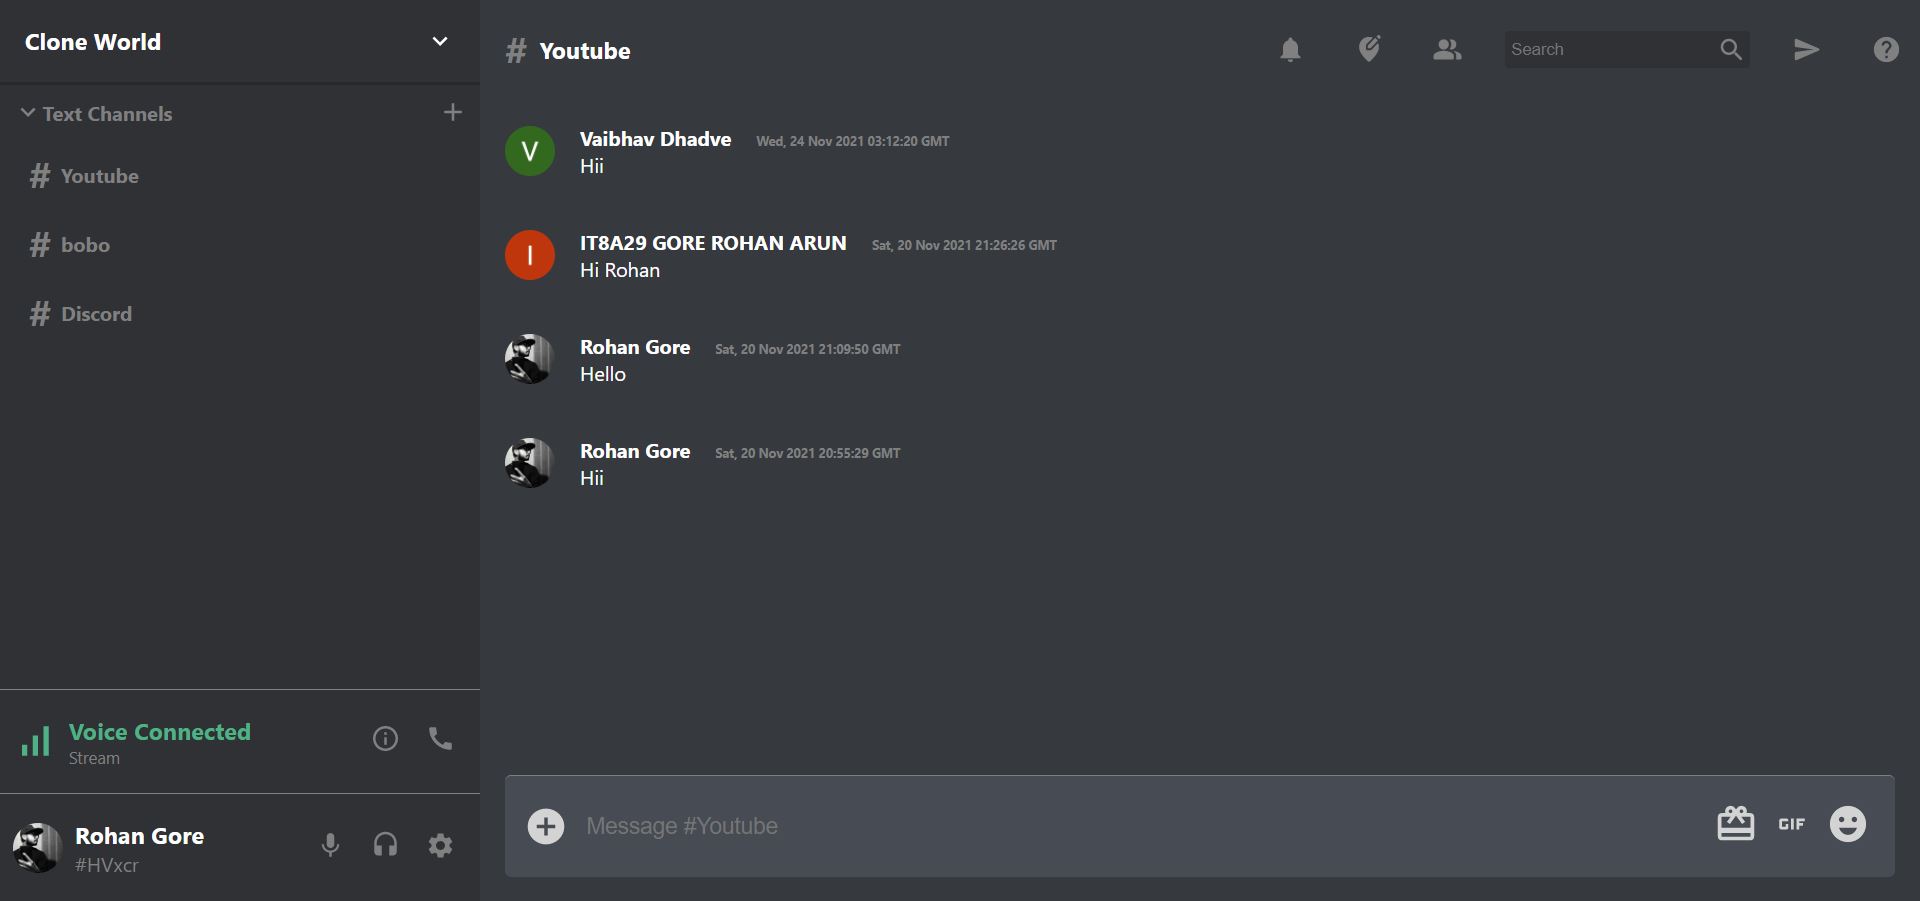 Clone World
Text Channels
# Youtube
# bobo
# Discord
Voice Connected
Stream
Rohan Gore
#HVxcr
# Youtube
Search
V
Vaibhav Dhadve Wed, 24 Nov 2021 03:12:20 GMT
Hii
I
IT8A29 GORE ROHAN ARUN Sat, 20 Nov 2021 21:26:26 GMT
Hi Rohan
Rohan Gore Sat, 20 Nov 2021 21:09:50 GMT
Hello
Rohan Gore Sat, 20 Nov 2021 20:55:29 GMT
Hii
Message #Youtube
GIF